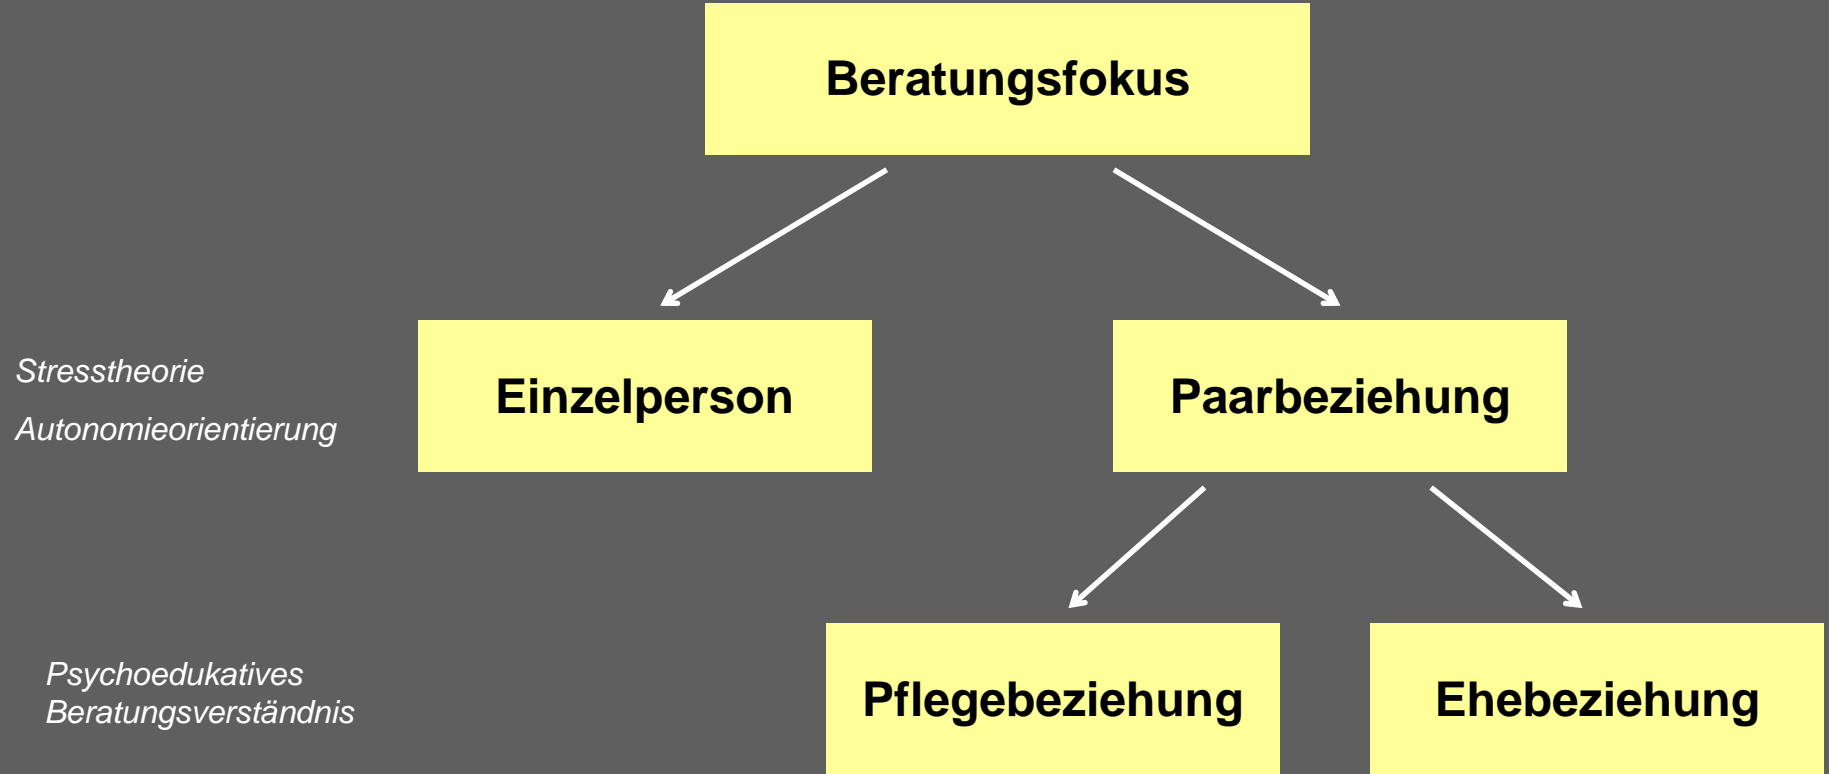 Beratungsfokus
Stresstheorie
Autonomieorientierung
Einzelperson
Paarbeziehung
Psychoedukatives
Beratungsverständnis
Pflegebeziehung
Ehebeziehung